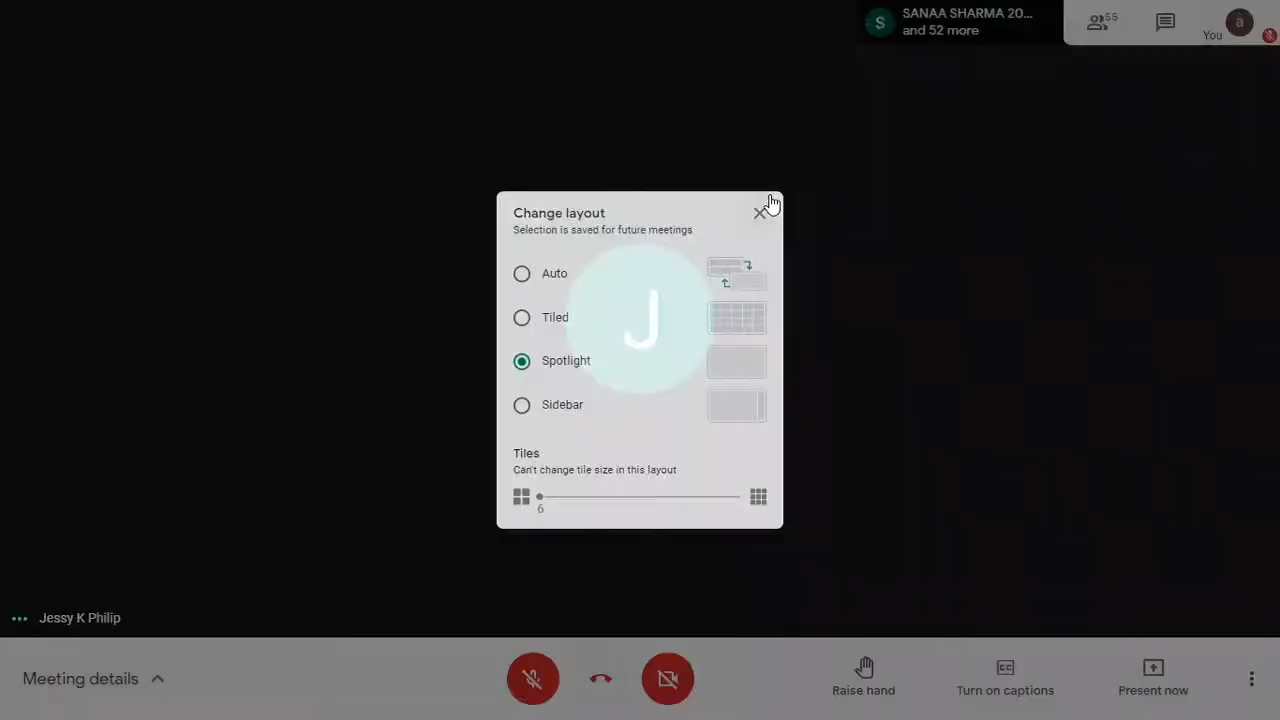 S
SANAA SHARMA 20...
and 52 more
55
You
a
Change layout
Selection is saved for future meetings
Auto
Tiled
J
Spotlight
Sidebar
Tiles
Can't change tile size in this layout
6
Jessy K Philip
Meeting details
Raise hand
CC
Turn on captions
Present now